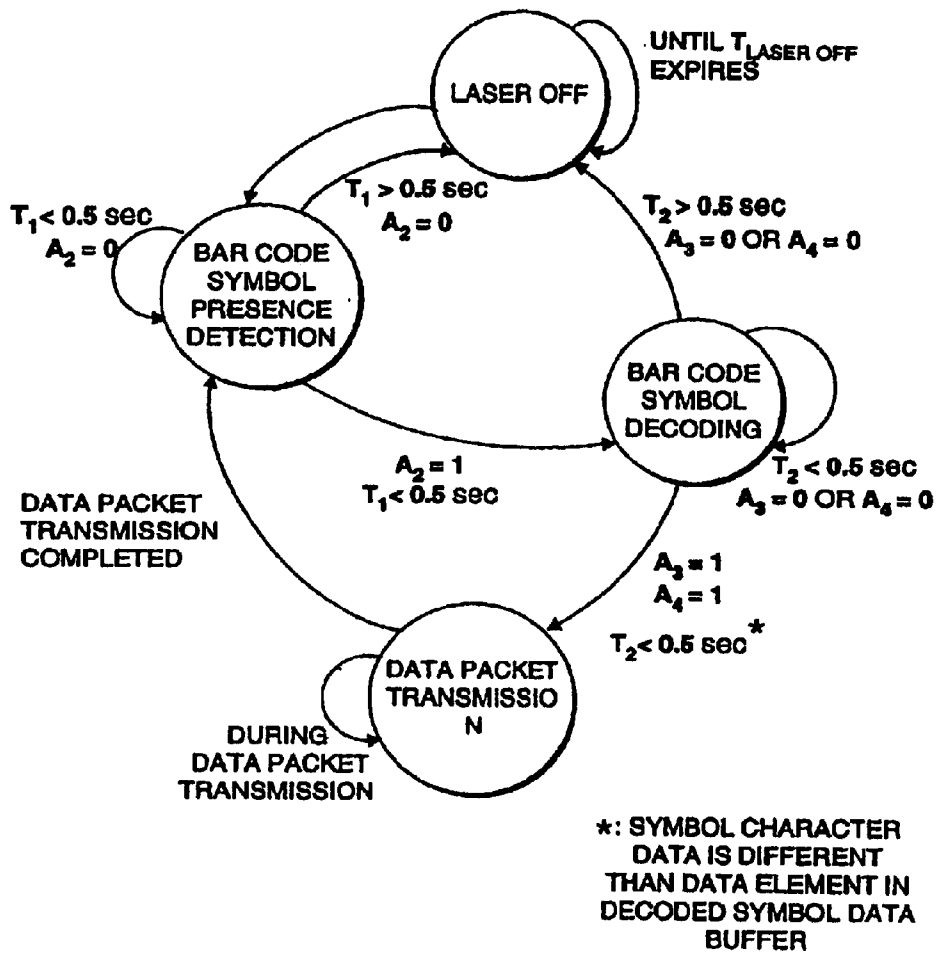 UNTIL T LASER OFF
EXPIRES
LASER OFF
T1 > 0.5 sec
A2 = 0
T2 > 0.5 sec
A3 = 0 OR A4 = 0
T1 < 0.5 sec
A2 = 0
BAR CODE
SYMBOL
PRESENCE
DETECTION
BAR CODE
SYMBOL
DECODING
A2 = 1
T1 < 0.5 sec
T2 < 0.5 sec
A3 = 0 OR A4 = 0
DATA PACKET
TRANSMISSION
COMPLETED
A3 = 1
A4 = 1
T2 < 0.5 sec*
DATA PACKET
TRANSMISSIO
N
DURING
DATA PACKET
TRANSMISSION
*: SYMBOL CHARACTER
DATA IS DIFFERENT
THAN DATA ELEMENT IN
DECODED SYMBOL DATA
BUFFER